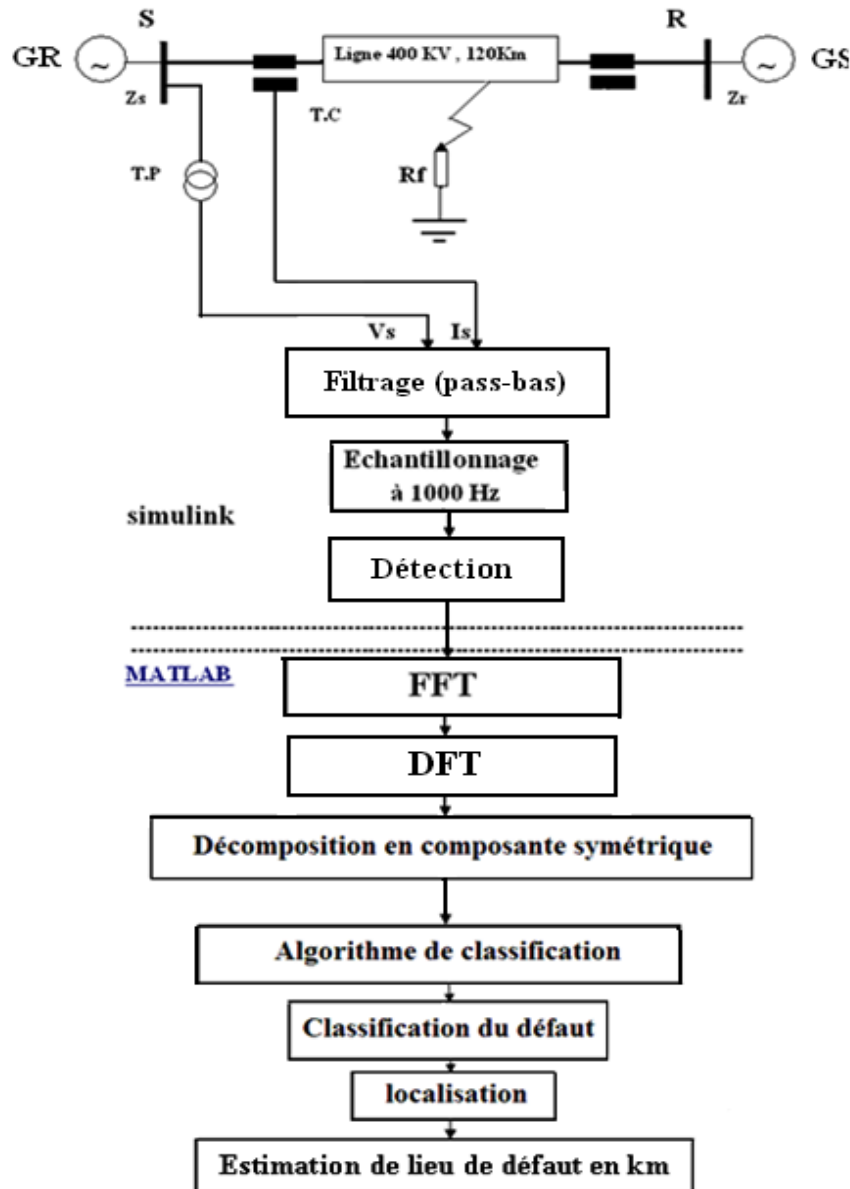 S
R
GR
~
Ligne 400 KV , 120Km
~
GS
Zs
Zr
T.C
T.P
Rf
Vs
Is
Filtrage (pass-bas)
Echantillonnage
à 1000 Hz
simulink
Détection
MATLAB
FFT
DFT
Décomposition en composante symétrique
Algorithme de classification
Classification du défaut
localisation
Estimation de lieu de défaut en km